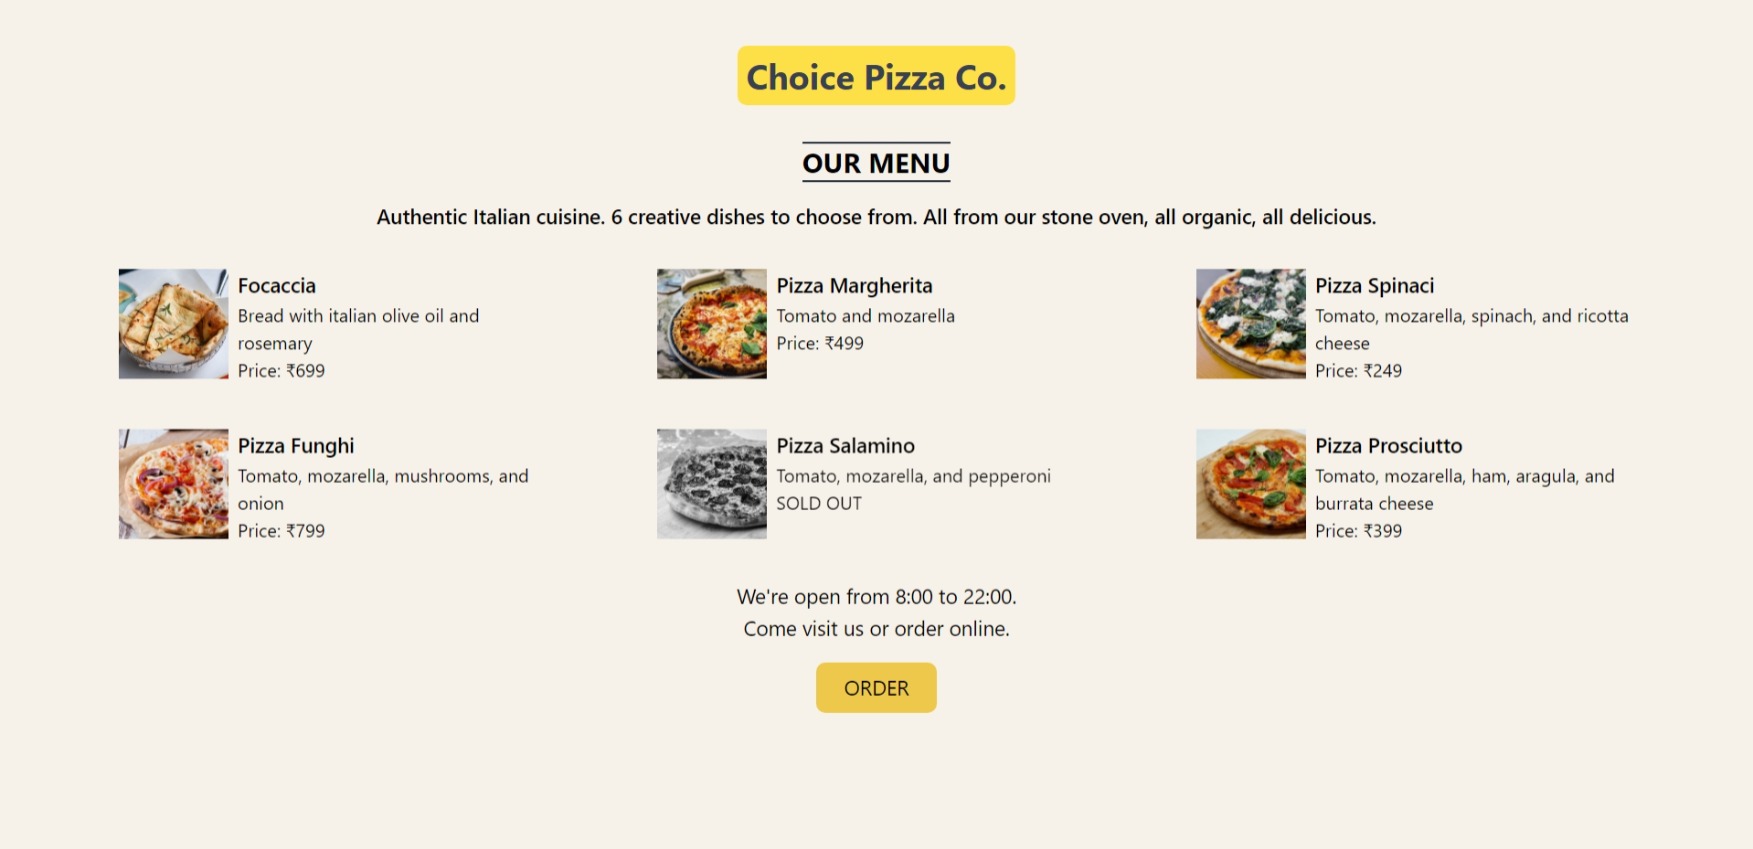 Choice Pizza Co.
OUR MENU
Authentic Italian cuisine. 6 creative dishes to choose from. All from our stone oven, all organic, all delicious.
Focaccia
Bread with italian olive oil and
rosemary
Price: ₹699
Pizza Margherita
Tomato and mozarella
Price: ₹499
Pizza Spinaci
Tomato, mozarella, spinach, and ricotta
cheese
Price: ₹249
Pizza Funghi
Tomato, mozarella, mushrooms, and
onion
Price: ₹799
Pizza Salamino
Tomato, mozarella, and pepperoni
SOLD OUT
Pizza Prosciutto
Tomato, mozarella, ham, aragula, and
burrata cheese
Price: ₹399
We're open from 8:00 to 22:00.
Come visit us or order online.
ORDER